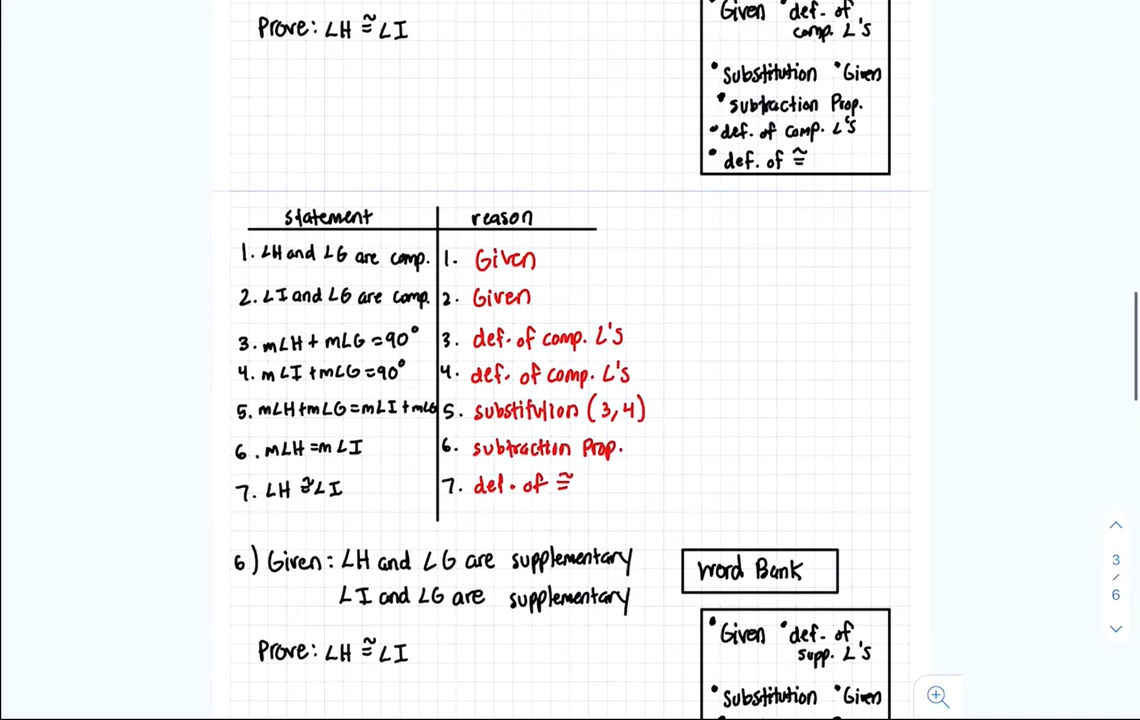 Prove: ∠H ≅ ∠I
• Given • def. of
comp. ∠'s
• Substitution • Given
• subtraction Prop.
• def. of comp. ∠'s
• def. of ≅
statement reason
1. ∠H and ∠G are comp. 1. Given
2. ∠I and ∠G are comp. 2. Given
3. m∠H + m∠G = 90° 3. def. of comp. ∠'s
4. m∠I + m∠G = 90° 4. def. of comp. ∠'s
5. m∠H + m∠G = m∠I + m∠G 5. substitution (3,4)
6. m∠H = m∠I 6. subtraction Prop.
7. ∠H ≅ ∠I 7. def. of ≅
6) Given: ∠H and ∠G are supplementary
∠I and ∠G are supplementary
Prove: ∠H ≅ ∠I
Word Bank
• Given • def. of
supp. ∠'s
• Substitution • Given
3
/
6